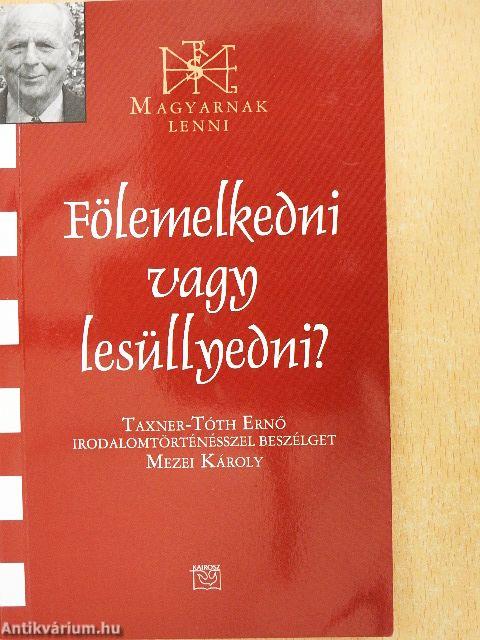 MAGYARNAK
LENNI
Fölemelkedni
vagy
lesüllyedni?
TAXNER-TÓTH ERNŐ
IRODALOMTÖRTÉNÉSSZEL BESZÉLGET
MEZEI KÁROLY
KAIROSZ
Antikvárium.hu